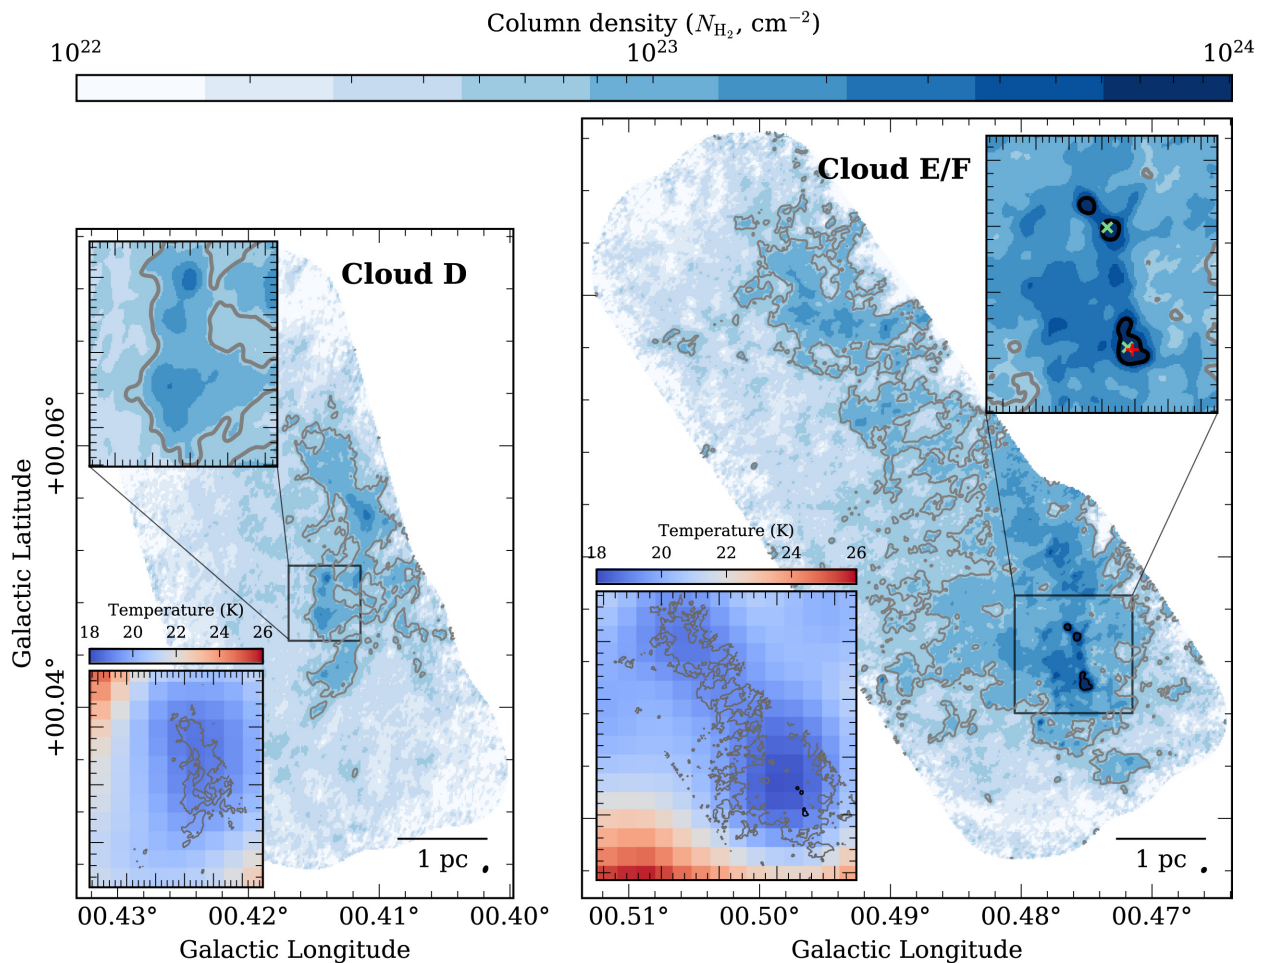 Column density (N_H₂, cm⁻²)
10²² 10²³ 10²⁴
Cloud D
Cloud E/F
Galactic Latitude
+00.06°
+00.04°
Temperature (K)
18 20 22 24 26
Temperature (K)
18 20 22 24 26
1 pc
1 pc
00.43° 00.42° 00.41° 00.40°
00.51° 00.50° 00.49° 00.48° 00.47°
Galactic Longitude
Galactic Longitude